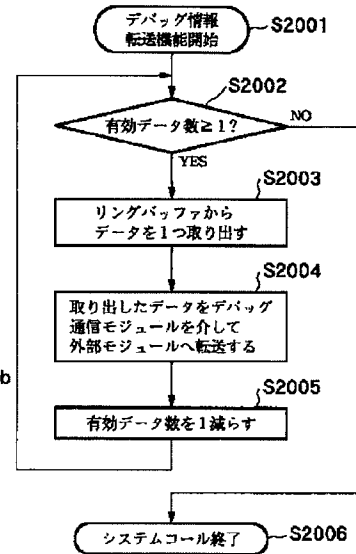 デバッグ情報
転送機能開始
S2001
S2002
有効データ数≧1?
NO
YES
S2003
リングバッファから
データを1つ取り出す
S2004
取り出したデータをデバッグ
通信モジュールを介して
外部モジュールへ転送する
b
S2005
有効データ数を1減らす
システムコール終了
S2006